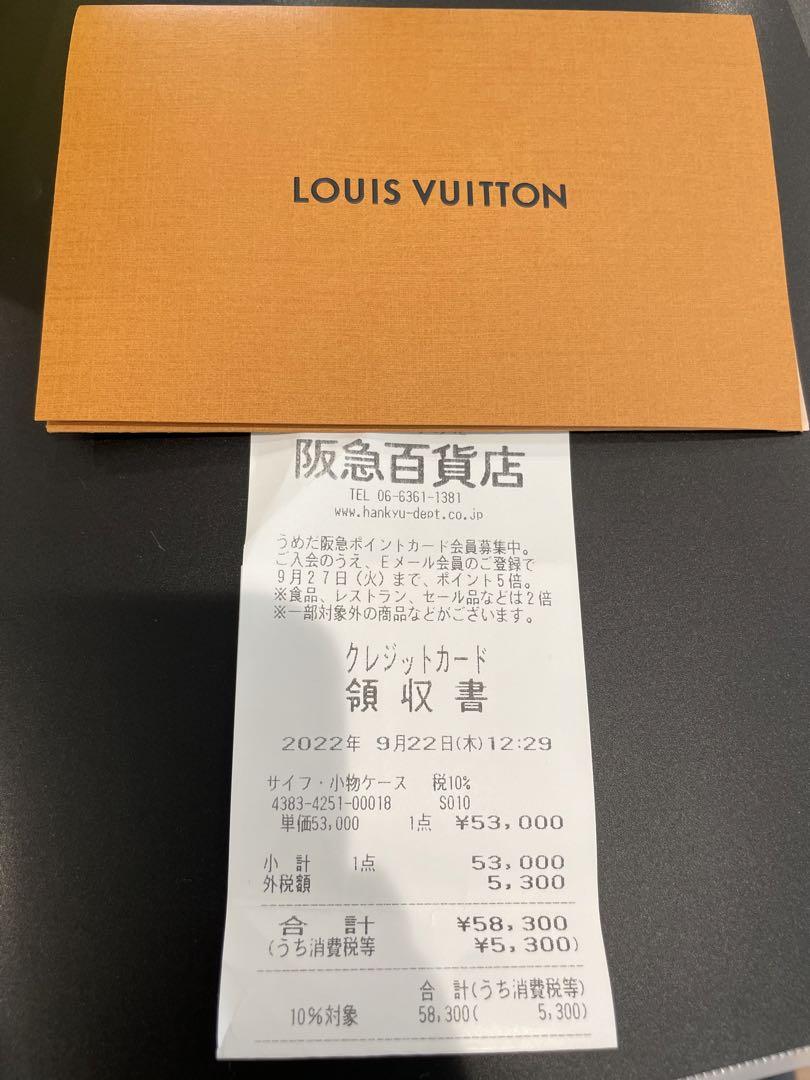 LOUIS VUITTON
阪急百貨店
TEL 06-6361-1381
www.hankyu-dept.co.jp
うめだ阪急ポイントカード会員募集中。
ご入会のうえ、Eメール会員のご登録で
9月27日(火)まで、ポイント5倍。
※食品、レストラン、セール品などは2倍
※一部対象外の商品などがございます。
クレジットカード
領収書
2022年 9月22日(木)12:29
サイフ・小物ケース 税10%
4383-4251-00018 S010
単価53,000 1点 ¥53,000
小 計 1点 53,000
外税額 5,300
合 計 ¥58,300
(うち消費税等 ¥5,300)
合 計(うち消費税等)
10%対象 58,300( 5,300)